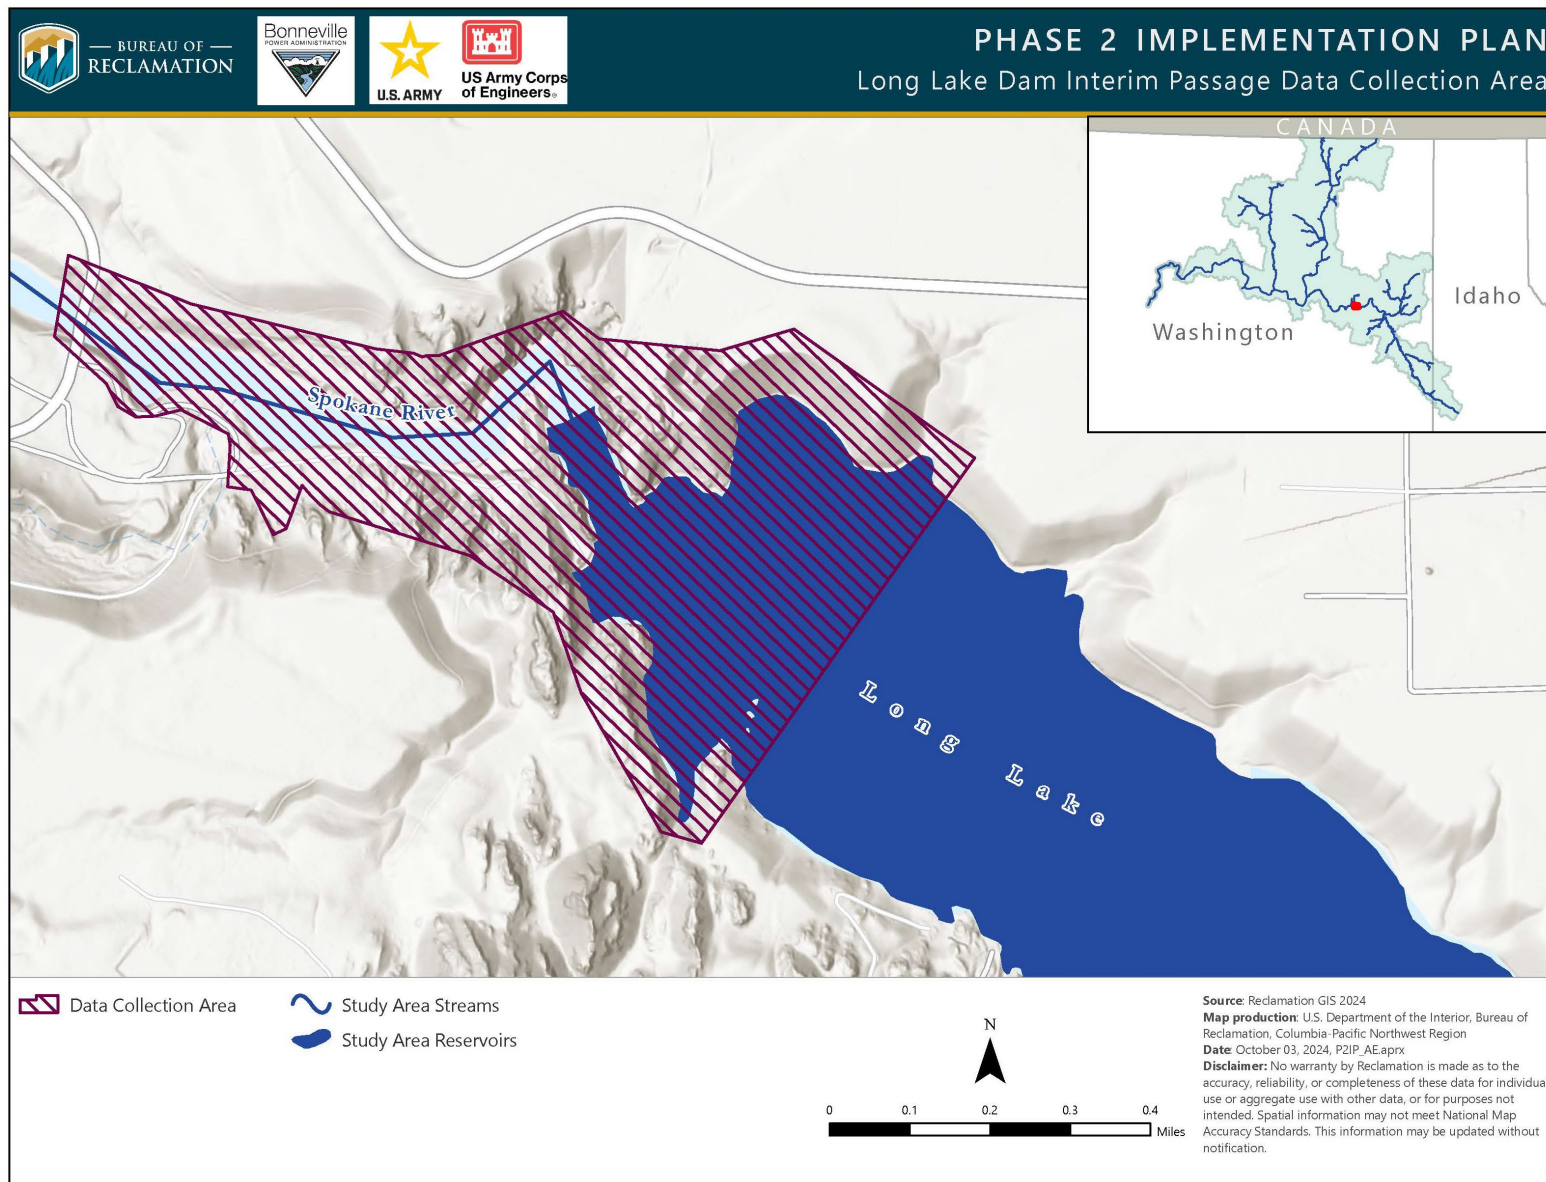 BUREAU OF
RECLAMATION
Bonneville
POWER ADMINISTRATION
U.S. ARMY
US Army Corps
of Engineers®
PHASE 2 IMPLEMENTATION PLAN
Long Lake Dam Interim Passage Data Collection Area
CANADA
Washington
Idaho
Spokane River
Long Lake
Data Collection Area
Study Area Streams
Study Area Reservoirs
N
0 0.1 0.2 0.3 0.4
Miles
Source: Reclamation GIS 2024
Map production: U.S. Department of the Interior, Bureau of
Reclamation, Columbia-Pacific Northwest Region
Date: October 03, 2024, P2IP_AE.aprx
Disclaimer: No warranty by Reclamation is made as to the
accuracy, reliability, or completeness of these data for individua
use or aggregate use with other data, or for purposes not
intended. Spatial information may not meet National Map
Accuracy Standards. This information may be updated without
notification.